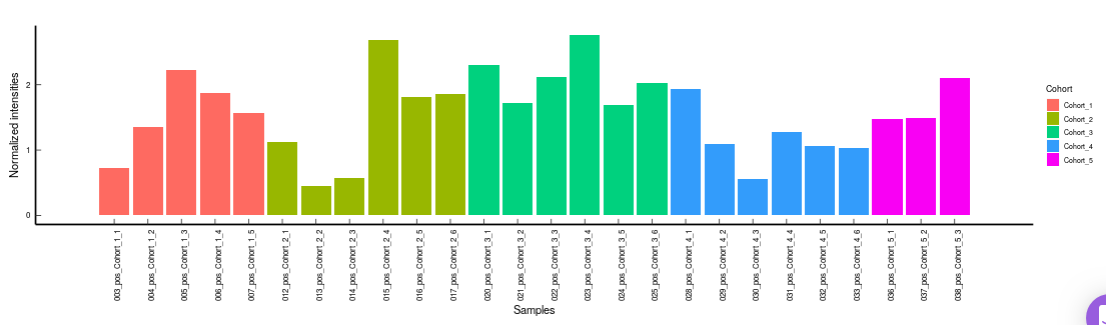 Normalized intensities
2
1
0
003_pos_Cohort_1_1
004_pos_Cohort_1_2
005_pos_Cohort_1_3
006_pos_Cohort_1_4
007_pos_Cohort_1_5
012_pos_Cohort_2_1
013_pos_Cohort_2_2
014_pos_Cohort_2_3
015_pos_Cohort_2_4
016_pos_Cohort_2_5
017_pos_Cohort_2_6
020_pos_Cohort_3_1
021_pos_Cohort_3_2
022_pos_Cohort_3_3
023_pos_Cohort_3_4
024_pos_Cohort_3_5
025_pos_Cohort_3_6
028_pos_Cohort_4_1
029_pos_Cohort_4_2
030_pos_Cohort_4_3
031_pos_Cohort_4_4
032_pos_Cohort_4_5
033_pos_Cohort_4_6
036_pos_Cohort_5_1
037_pos_Cohort_5_2
038_pos_Cohort_5_3
Samples
Cohort
Cohort_1
Cohort_2
Cohort_3
Cohort_4
Cohort_5